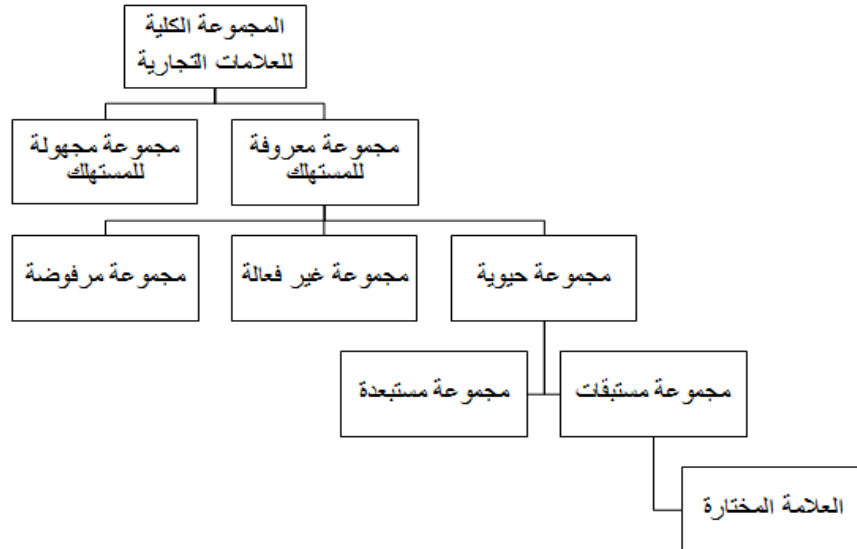 المجموعة الكلية
للعلامات التجارية
مجموعة معروفة
للمستهلك
مجموعة مجهولة
للمستهلك
مجموعة حيوية
مجموعة غير فعالة
مجموعة مرفوضة
مجموعة مستبقات
مجموعة مستبعدة
العلامة المختارة